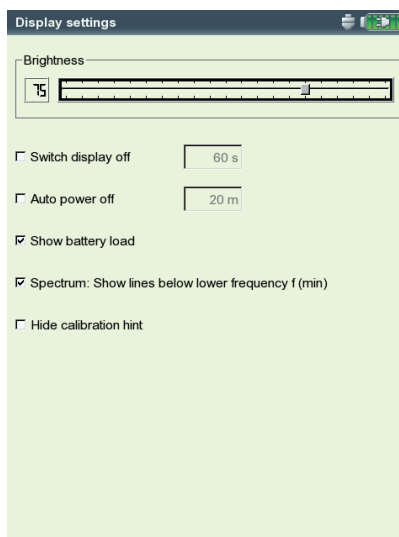 Display settings
Brightness
75
Switch display off 60 s
Auto power off 20 m
Show battery load
Spectrum: Show lines below lower frequency f (min)
Hide calibration hint